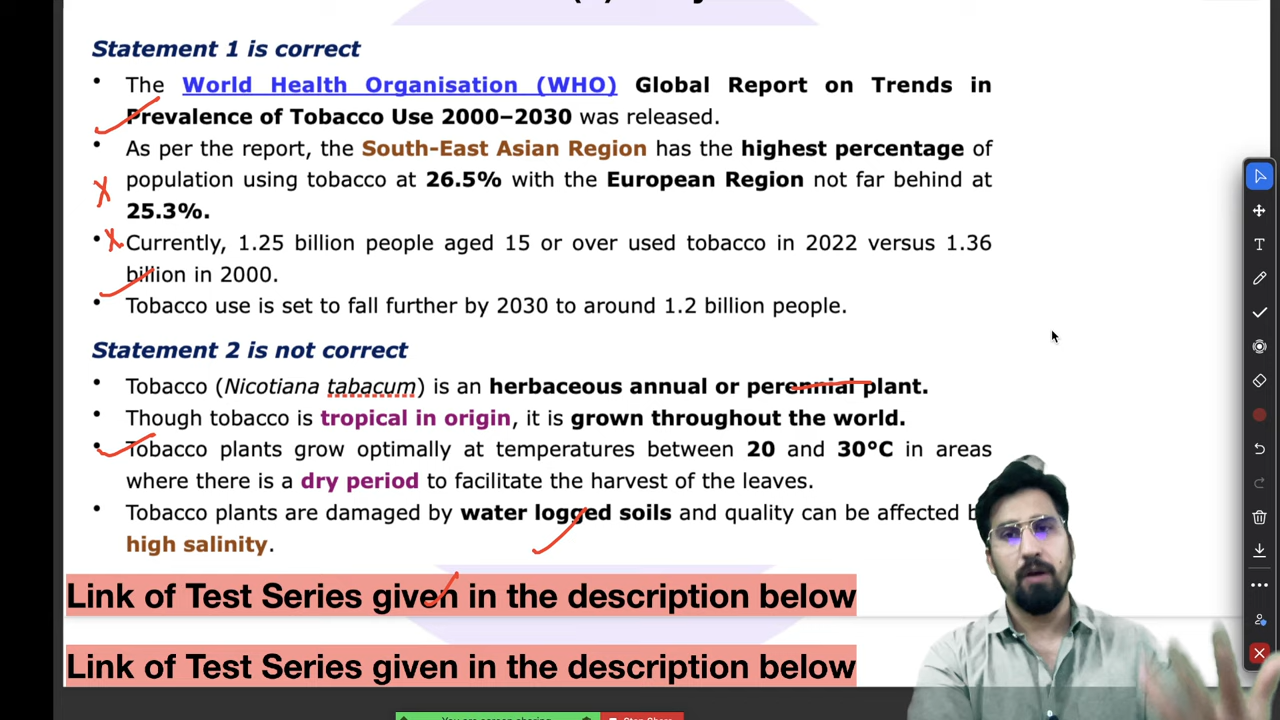 Statement 1 is correct
• The World Health Organisation (WHO) Global Report on Trends in
Prevalence of Tobacco Use 2000–2030 was released.
• As per the report, the South-East Asian Region has the highest percentage of
population using tobacco at 26.5% with the European Region not far behind at
25.3%.
• Currently, 1.25 billion people aged 15 or over used tobacco in 2022 versus 1.36
billion in 2000.
• Tobacco use is set to fall further by 2030 to around 1.2 billion people.
Statement 2 is not correct
• Tobacco (Nicotiana tabacum) is an herbaceous annual or perennial plant.
• Though tobacco is tropical in origin, it is grown throughout the world.
• Tobacco plants grow optimally at temperatures between 20 and 30°C in areas
where there is a dry period to facilitate the harvest of the leaves.
• Tobacco plants are damaged by water logged soils and quality can be affected
high salinity.
Link of Test Series given in the description below
Link of Test Series given in the description below